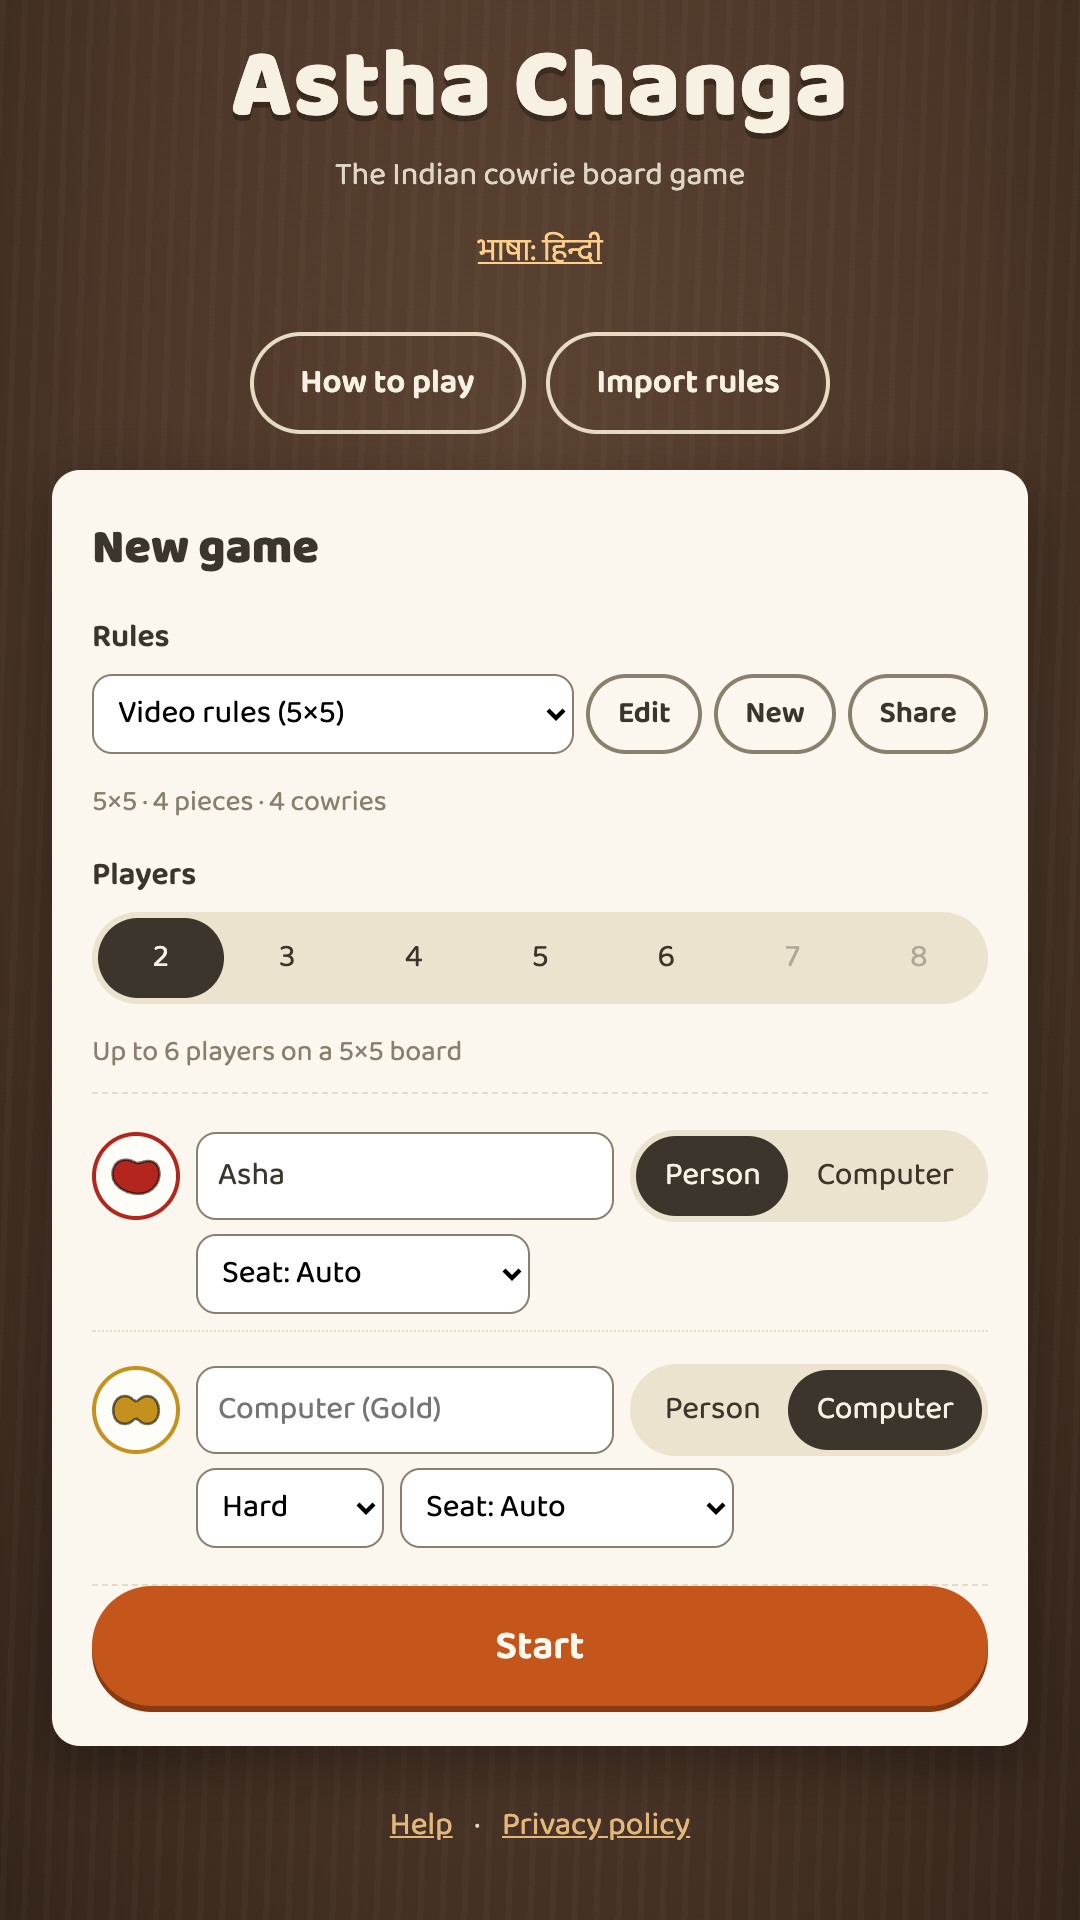 Astha Changa
The Indian cowrie board game
भाषा: हिन्दी
How to play Import rules
New game
Rules
Video rules (5×5) Edit New Share
5×5 · 4 pieces · 4 cowries
Players
2 3 4 5 6 7 8
Up to 6 players on a 5×5 board
Asha Person Computer
Seat: Auto
Computer (Gold) Person Computer
Hard Seat: Auto
Start
Help · Privacy policy